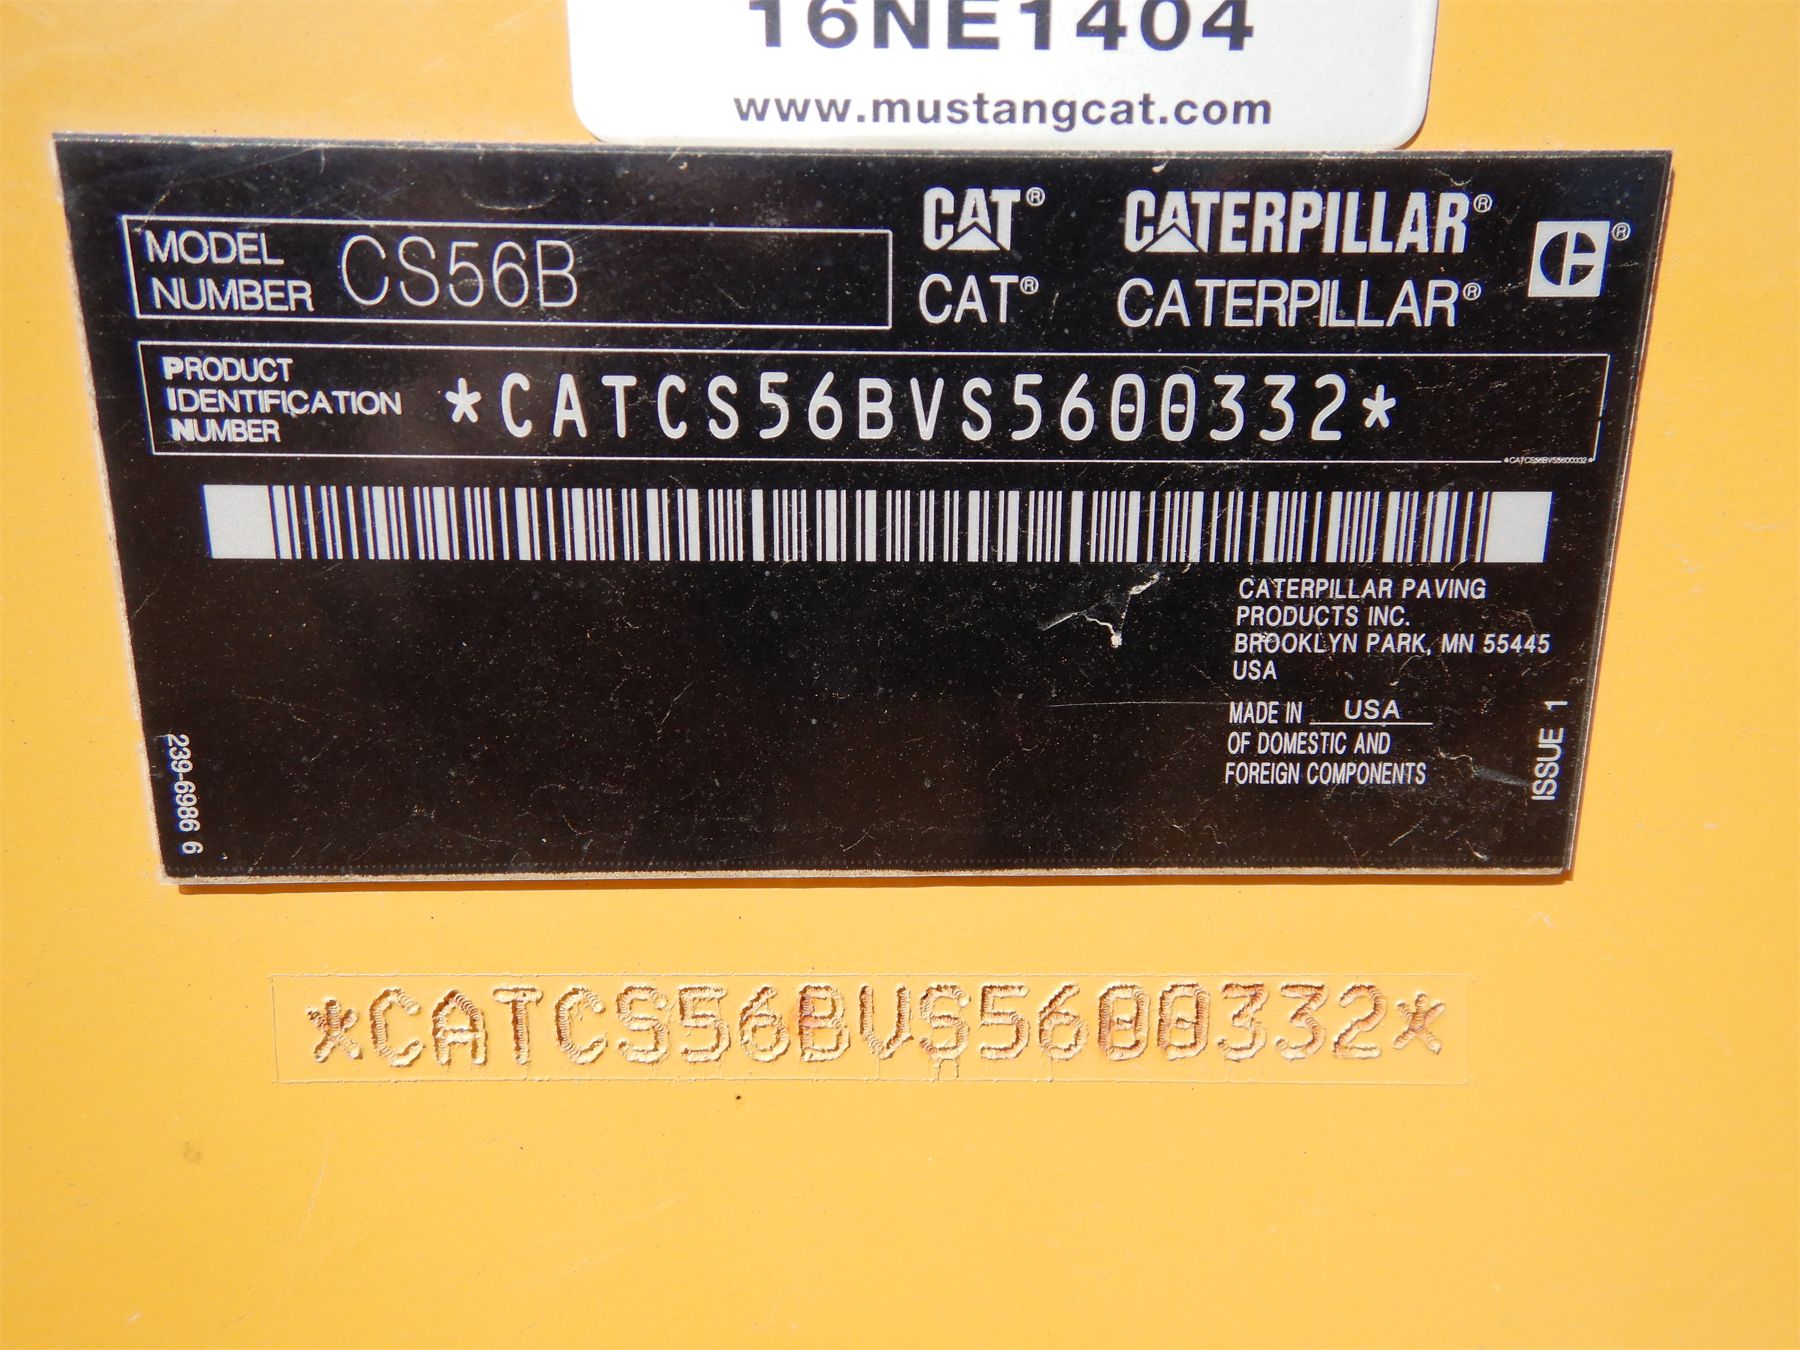 16NE1404
www.mustangcat.com
CAT® CATERPILLAR®
MODEL NUMBER CS56B
CAT® CATERPILLAR® ®
PRODUCT
IDENTIFICATION
NUMBER
*CATCS56BVS5600332*
*CATCS56BVS5600332*
CATERPILLAR PAVING
PRODUCTS INC.
BROOKLYN PARK, MN 55445
USA
MADE IN USA
OF DOMESTIC AND
FOREIGN COMPONENTS
239-6986 6
ISSUE 1
*CATCS56BVS5600332*